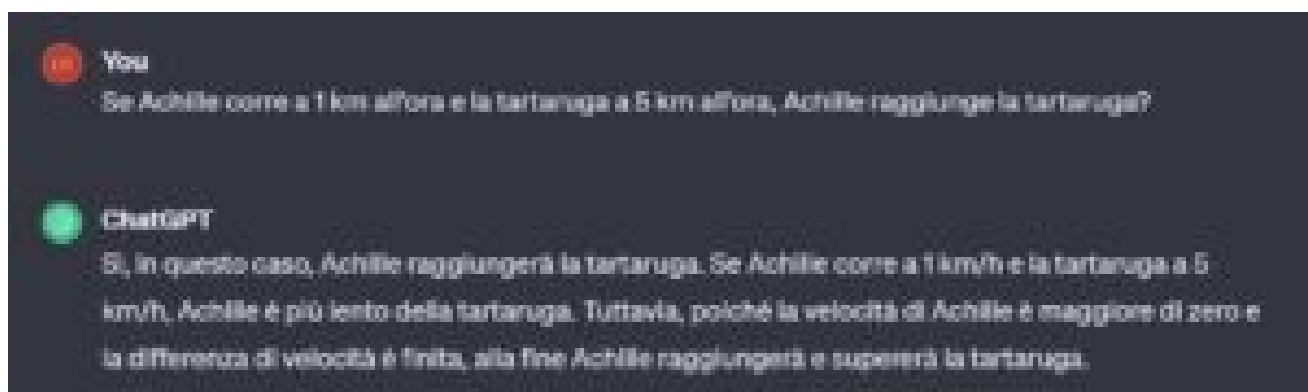 You
Se Achille corre a 1 km all'ora e la tartaruga a 5 km all'ora, Achille raggiunge la tartaruga?
ChatGPT
Sì, in questo caso, Achille raggiungerà la tartaruga. Se Achille corre a 1 km/h e la tartaruga a 5
km/h, Achille è più lento della tartaruga. Tuttavia, poiché la velocità di Achille è maggiore di zero e
la differenza di velocità è finita, alla fine Achille raggiungerà e supererà la tartaruga.